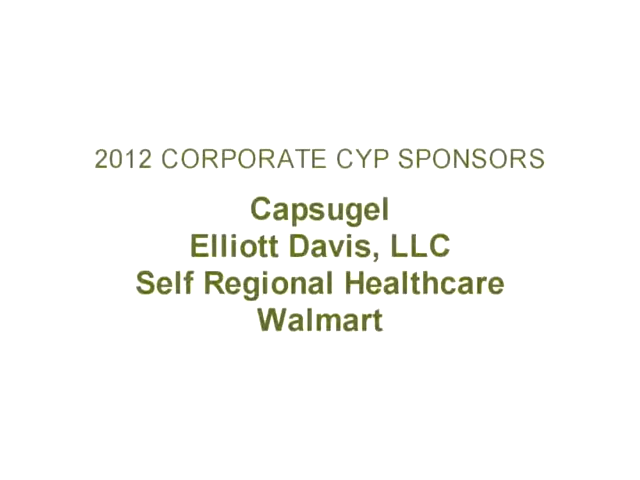 2012 CORPORATE CYP SPONSORS
Capsugel
Elliott Davis, LLC
Self Regional Healthcare
Walmart